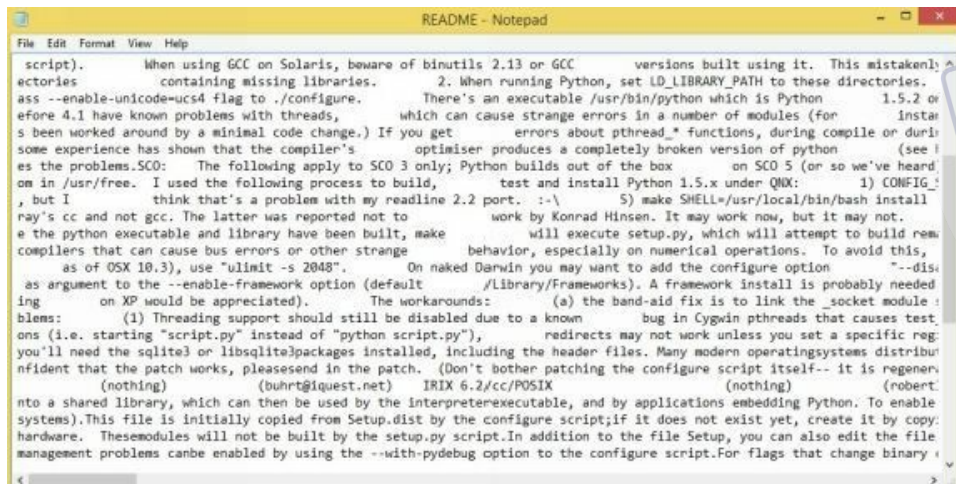 README - Notepad
File Edit Format View Help
script). When using GCC on Solaris, beware of binutils 2.13 or GCC versions built using it. This mistakenly
ectories containing missing libraries. 2. When running Python, set LD_LIBRARY_PATH to these directories.
ass --enable-unicode=ucs4 flag to ./configure. There's an executable /usr/bin/python which is Python 1.5.2 or
efore 4.1 have known problems with threads, which can cause strange errors in a number of modules (for instan
s been worked around by a minimal code change.) If you get errors about pthread_* functions, during compile or durin
some experience has shown that the compiler's optimiser produces a completely broken version of python (see
es the problems.SCO: The following apply to SCO 3 only; Python builds out of the box on SCO 5 (or so we've heard
om in /usr/free. I used the following process to build, test and install Python 1.5.x under QNX: 1) CONFIG_S
, but I think that's a problem with my readline 2.2 port. :-\ 5) make SHELL=/usr/local/bin/bash install
ray's cc and not gcc. The latter was reported not to work by Konrad Hinsen. It may work now, but it may not.
e the python executable and library have been built, make will execute setup.py, which will attempt to build rema
compilers that can cause bus errors or other strange behavior, especially on numerical operations. To avoid this,
as of OSX 10.3), use "ulimit -s 2048". On naked Darwin you may want to add the configure option "--disa
as argument to the --enable-framework option (default /Library/Frameworks). A framework install is probably needed
ing on XP would be appreciated). The workarounds: (a) the band-aid fix is to link the _socket module s
blems: (1) Threading support should still be disabled due to a known bug in Cygwin pthreads that causes test_
ons (i.e. starting "script.py" instead of "python script.py"), redirects may not work unless you set a specific regi
you'll need the sqlite3 or libsqlite3packages installed, including the header files. Many modern operatingsystems distribut
nfident that the patch works, pleasesend in the patch. (Don't bother patching the configure script itself-- it is regenera
(nothing) (buhrt@iquest.net) IRIX 6.2/cc/POSIX (nothing) (robertl
nto a shared library, which can then be used by the interpreterexecutable, and by applications embedding Python. To enable
systems).This file is initially copied from Setup.dist by the configure script;if it does not exist yet, create it by copyi
hardware. Thesemodules will not be built by the setup.py script.In addition to the file Setup, you can also edit the file
management problems canbe enabled by using the --with-pydebug option to the configure script.For flags that change binary